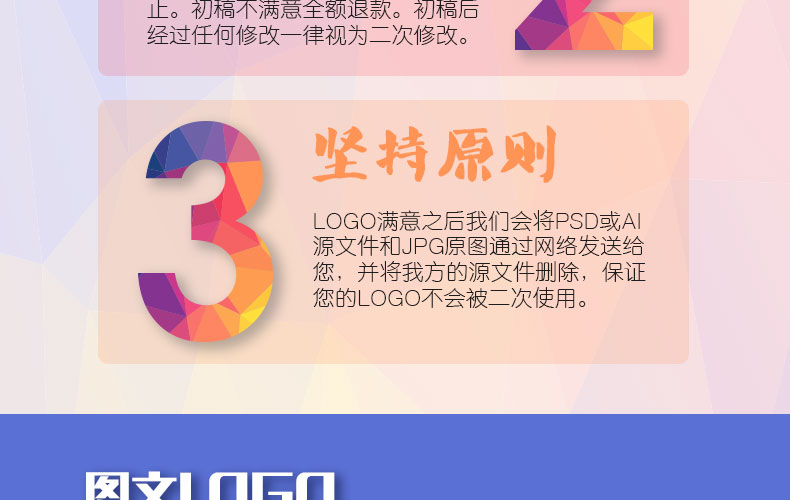 止。初稿不满意全额退款。初稿后
经过任何修改一律视为二次修改。
2
3
坚持原则
LOGO满意之后我们会将PSD或AI
源文件和JPG原图通过网络发送给
您，并将我方的源文件删除，保证
您的LOGO不会被二次使用。
图文LOGO